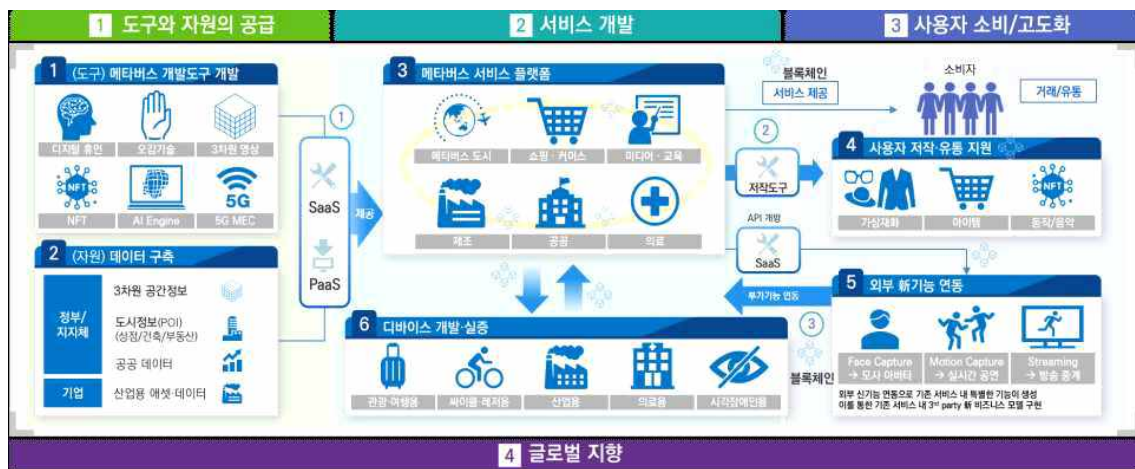 1 도구와 자원의 공급
2 서비스 개발
3 사용자 소비/고도화
1 (도구) 메타버스 개발도구 개발
디지털 휴먼
오감기술
3차원 영상
NFT
NFT
AI Engine
5G
5G MEC
2 (자원) 데이터 구축
정부/
지자체
3차원 공간정보
도시정보(POI)
(상점/건축/부동산)
공공 데이터
기업
산업용 애셋·데이터
1
SaaS
PaaS
제공
3 메타버스 서비스 플랫폼
메타버스 도시
쇼핑·커머스
미디어·교육
제조
공공
의료
블록체인
서비스 제공
소비자
거래/유통
2
저작도구
API 개발
SaaS
4 사용자 저작·유통 지원
가상재화
아이템
NFT
동작/음악
부가기능 연동
3
블록체인
5 외부 新기능 연동
Face Capture
→ 모사 아바타
Motion Capture
→ 실시간 공연
Streaming
→ 방송 중계
외부 신기능 연동으로 기존 서비스 내 특별한 기능이 생성
이를 통한 기존 서비스 내 3rd party 新 비즈니스 모델 구현
6 디바이스 개발·실증
관광·여행용
싸이클·레저용
산업용
의료용
시각장애인용
4 글로벌 지향